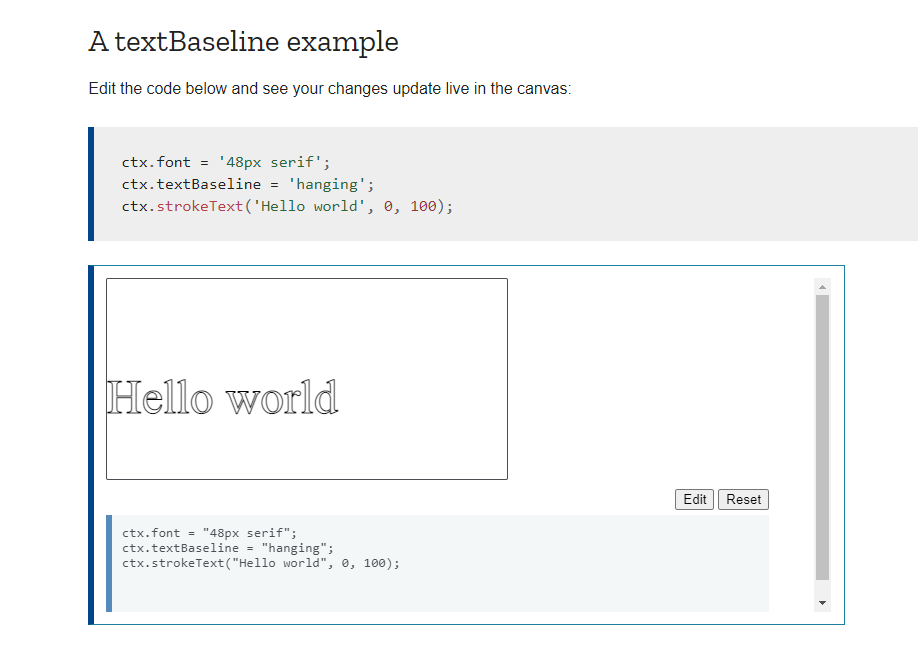 A textBaseline example
Edit the code below and see your changes update live in the canvas:
ctx.font = '48px serif';
ctx.textBaseline = 'hanging';
ctx.strokeText('Hello world', 0, 100);
Hello world
Edit Reset
ctx.font = "48px serif";
ctx.textBaseline = "hanging";
ctx.strokeText("Hello world", 0, 100);